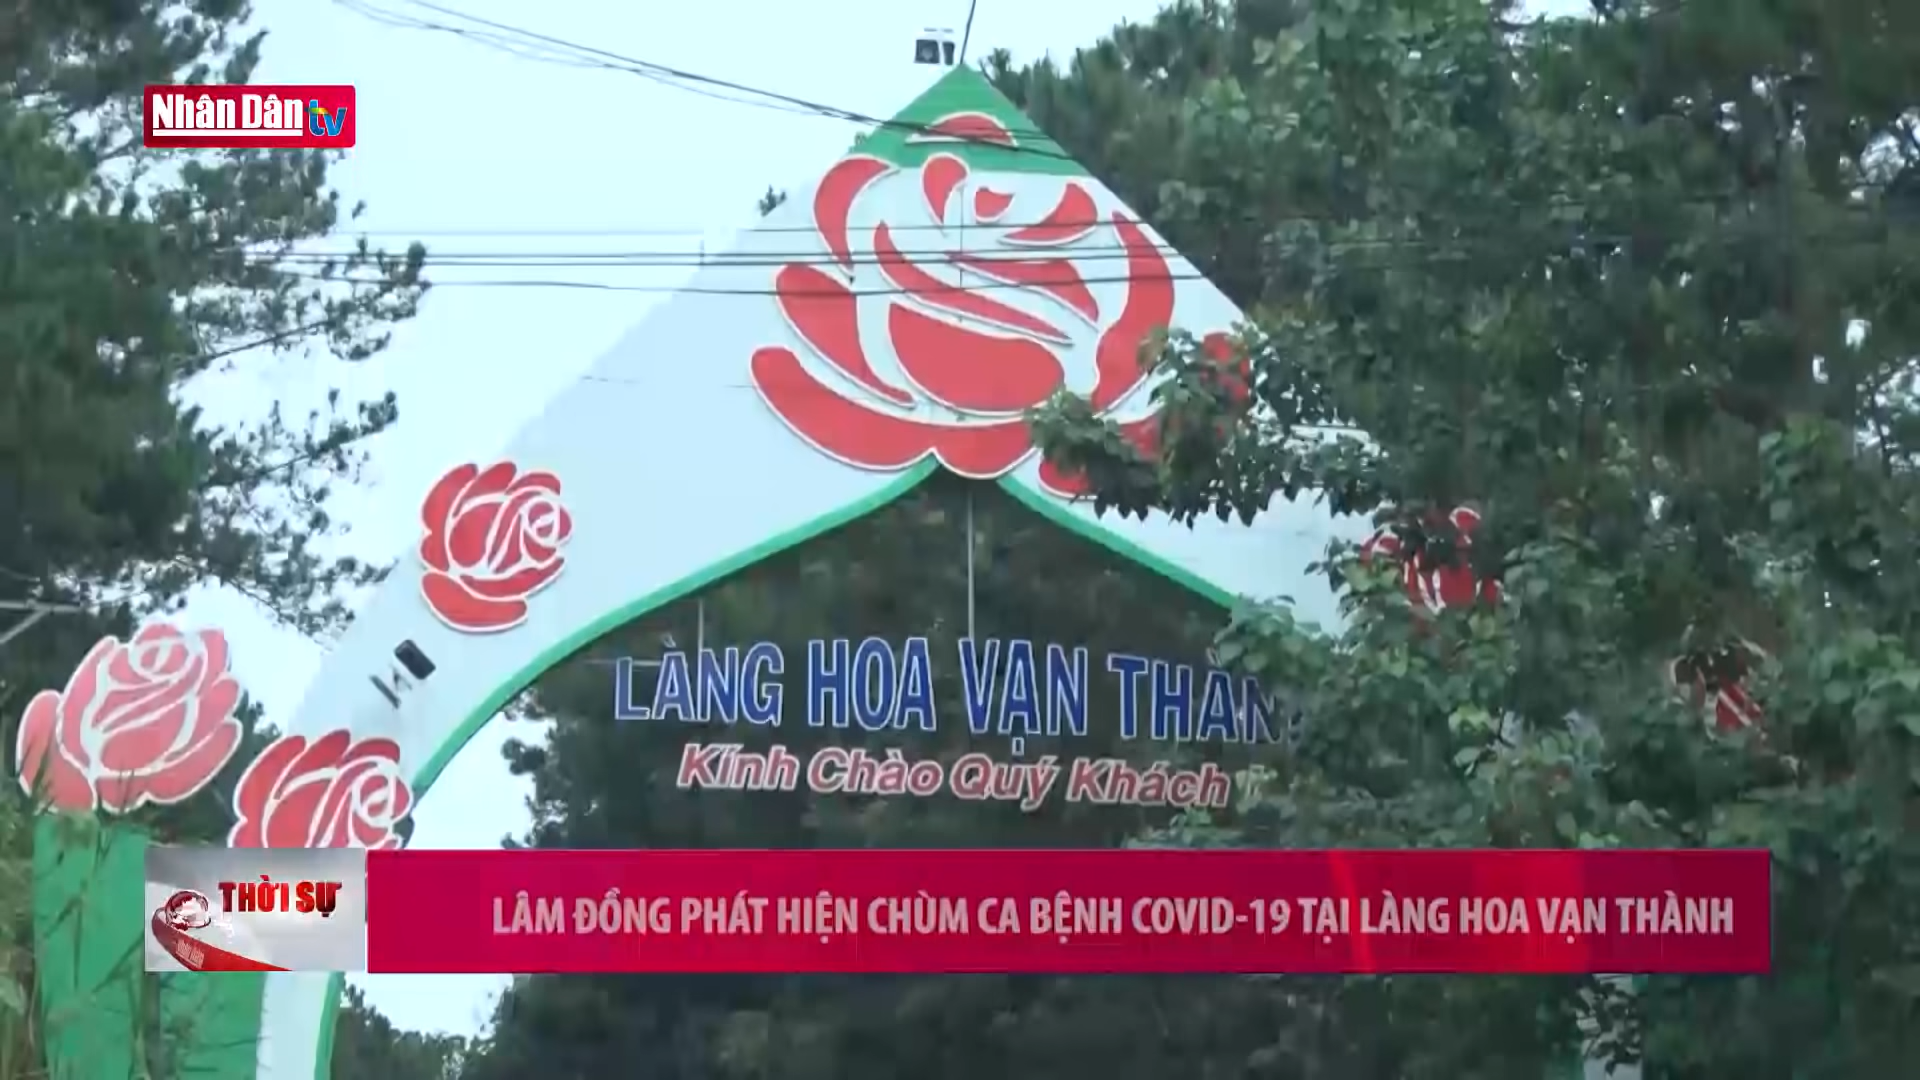 Nhân Dân tv
LÀNG HOA VẠN THÀNH
Kính Chào Quý Khách
THỜI SỰ
LÂM ĐỒNG PHÁT HIỆN CHÙM CA BỆNH COVID-19 TẠI LÀNG HOA VẠN THÀNH